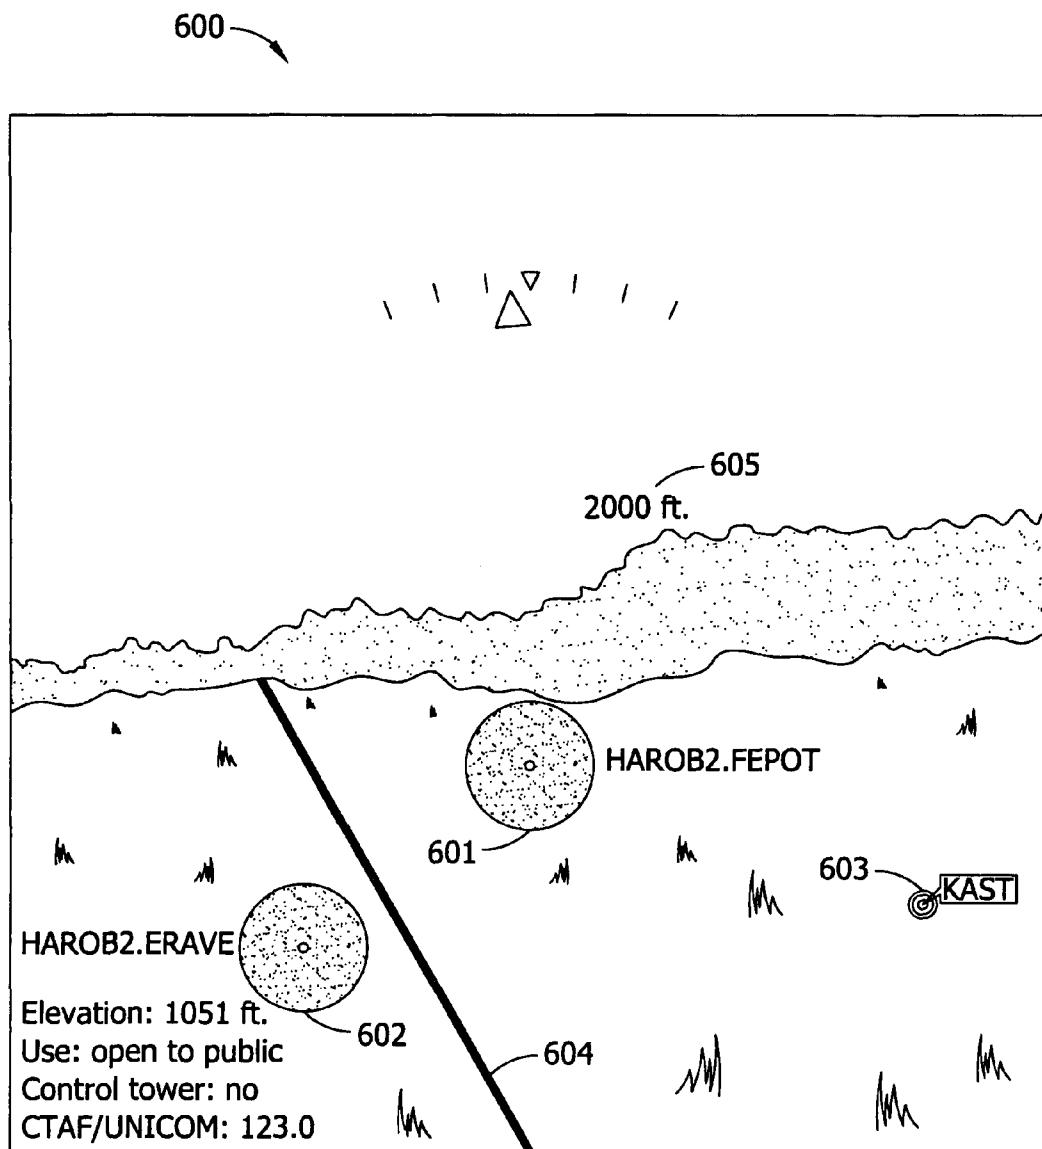 600
605
2000 ft.
HAROB2.FEPOT
601
603
KAST
HAROB2.ERAVE
Elevation: 1051 ft.
602
Use: open to public
604
Control tower: no
CTAF/UNICOM: 123.0